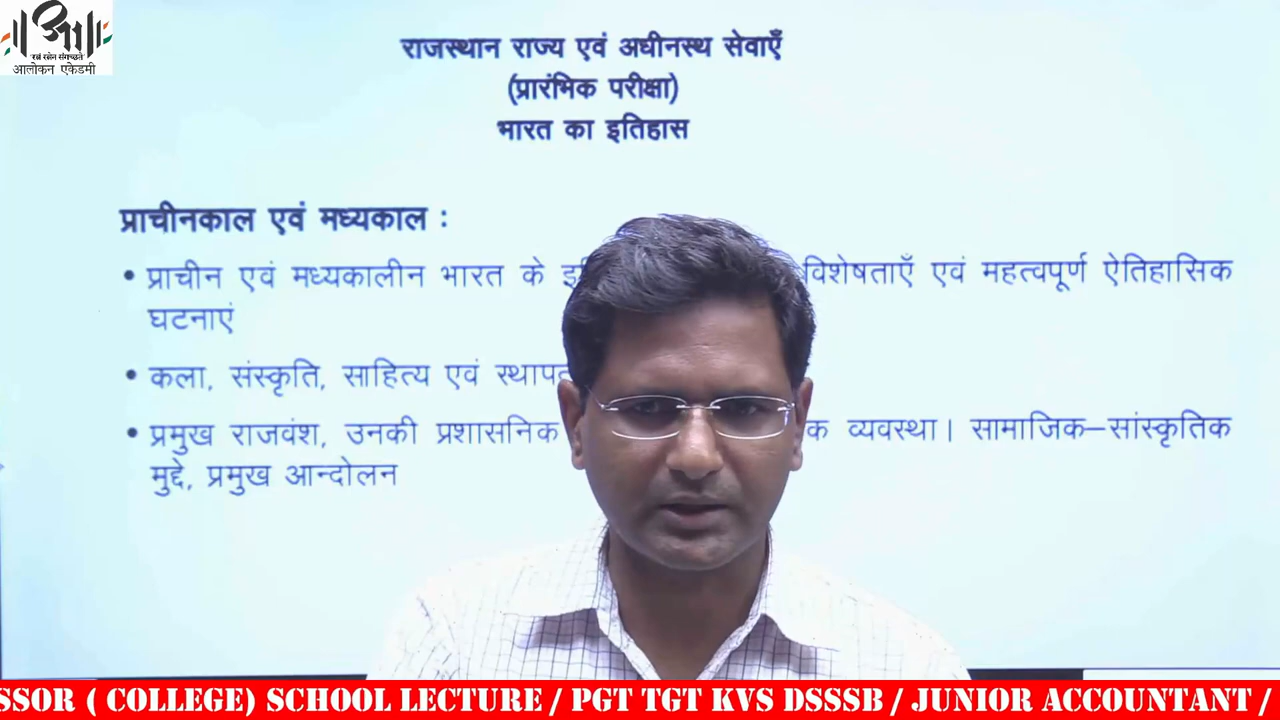 आलोकन एकेडमी
राजस्थान राज्य एवं अधीनस्थ सेवाएँ
(प्रारंभिक परीक्षा)
भारत का इतिहास
प्राचीनकाल एवं मध्यकाल :
• प्राचीन एवं मध्यकालीन भारत के विशेषताएँ एवं महत्वपूर्ण ऐतिहासिक
घटनाएं
• कला, संस्कृति, साहित्य एवं
• प्रमुख राजवंश, उनकी प्रशासनिक व्यवस्था। सामाजिक–सांस्कृतिक
मुद्दे, प्रमुख आन्दोलन
SSOR ( COLLEGE) SCHOOL LECTURE / PGT TGT KVS DSSSB / JUNIOR ACCOUNTANT /